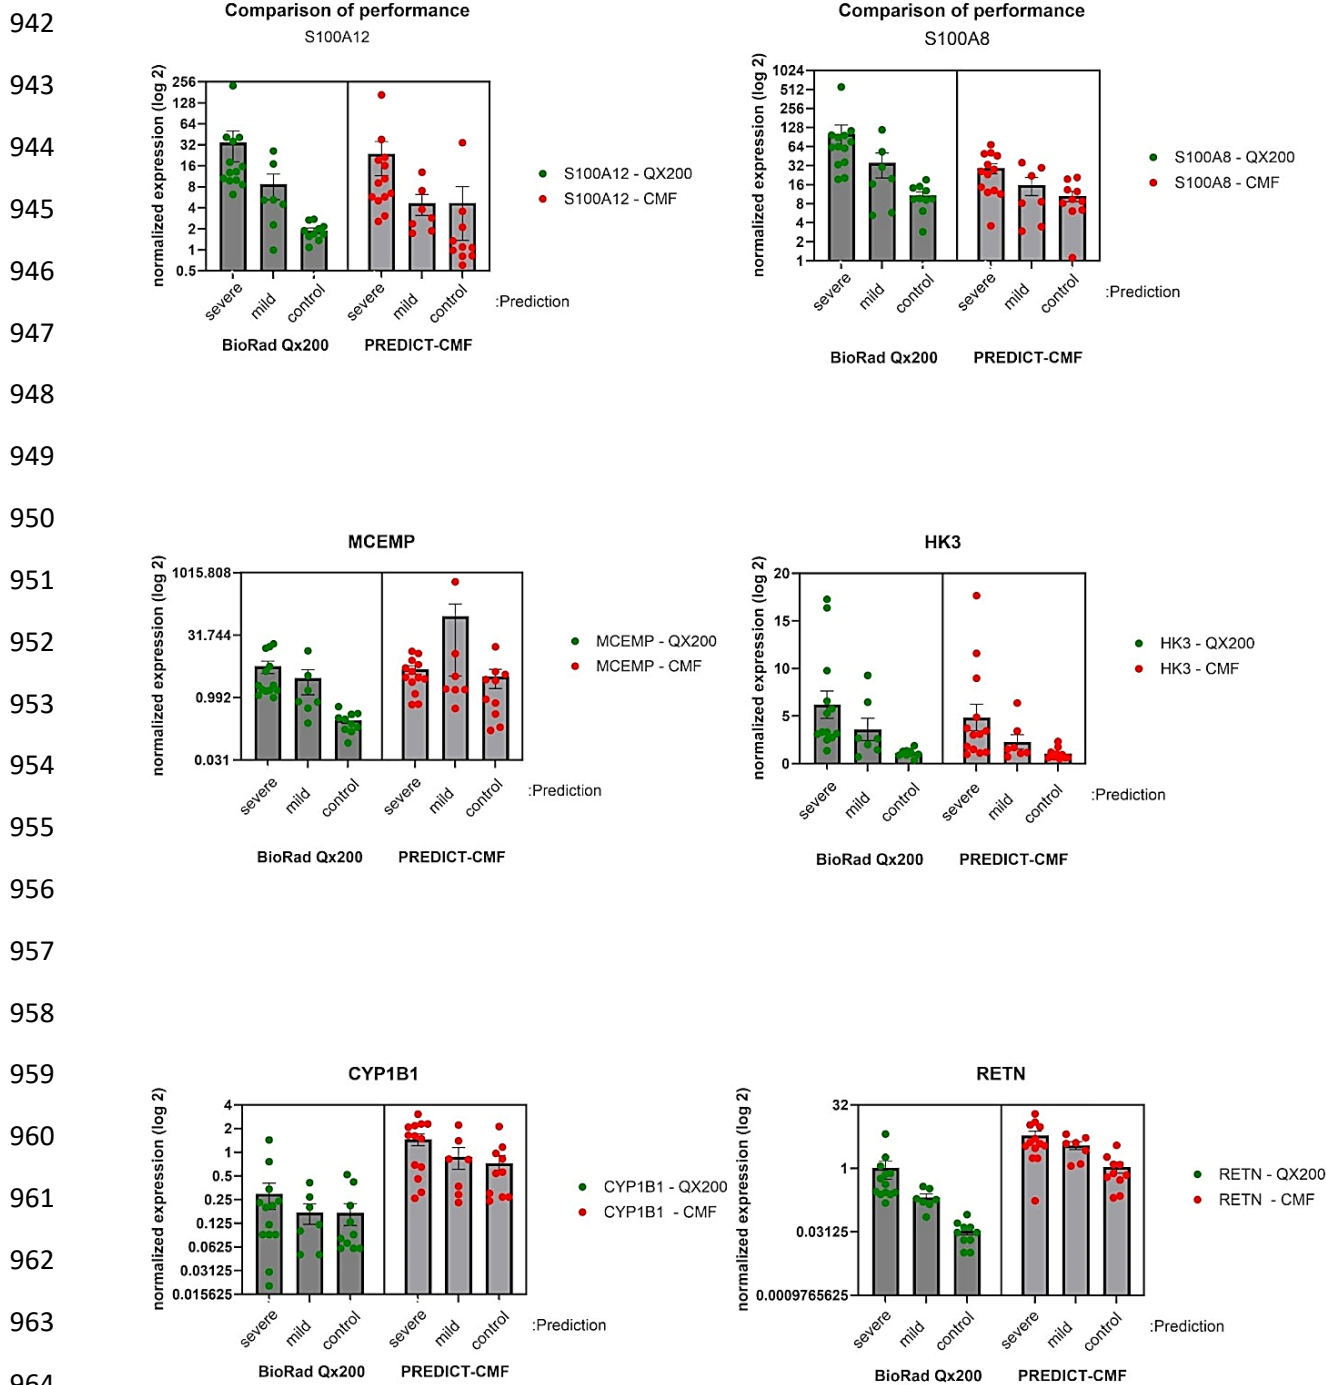 942
943
944
945
946
947
948
949
950
951
952
953
954
955
956
957
958
959
960
961
962
963
964
Comparison of performance
S100A12
normalized expression (log 2)
256
128
64
32
16
8
4
2
1
0.5
severe
mild
control
severe
mild
control
:Prediction
BioRad Qx200
PREDICT-CMF
S100A12 - QX200
S100A12 - CMF
Comparison of performance
S100A8
normalized expression (log 2)
1024
512
256
128
64
32
16
8
4
2
1
severe
mild
control
severe
mild
control
:Prediction
BioRad Qx200
PREDICT-CMF
S100A8 - QX200
S100A8 - CMF
MCEMP
normalized expression (log 2)
1015.808
31.744
0.992
0.031
severe
mild
control
severe
mild
control
:Prediction
BioRad Qx200
PREDICT-CMF
MCEMP - QX200
MCEMP - CMF
HK3
normalized expression (log 2)
20
15
10
5
0
severe
mild
control
severe
mild
control
:Prediction
BioRad Qx200
PREDICT-CMF
HK3 - QX200
HK3 - CMF
CYP1B1
normalized expression (log 2)
4
2
1
0.5
0.25
0.125
0.0625
0.03125
0.015625
severe
mild
control
severe
mild
control
:Prediction
BioRad Qx200
PREDICT-CMF
CYP1B1 - QX200
CYP1B1 - CMF
RETN
normalized expression (log 2)
32
1
0.03125
0.0009765625
severe
mild
control
severe
mild
control
:Prediction
BioRad Qx200
PREDICT-CMF
RETN - QX200
RETN - CMF